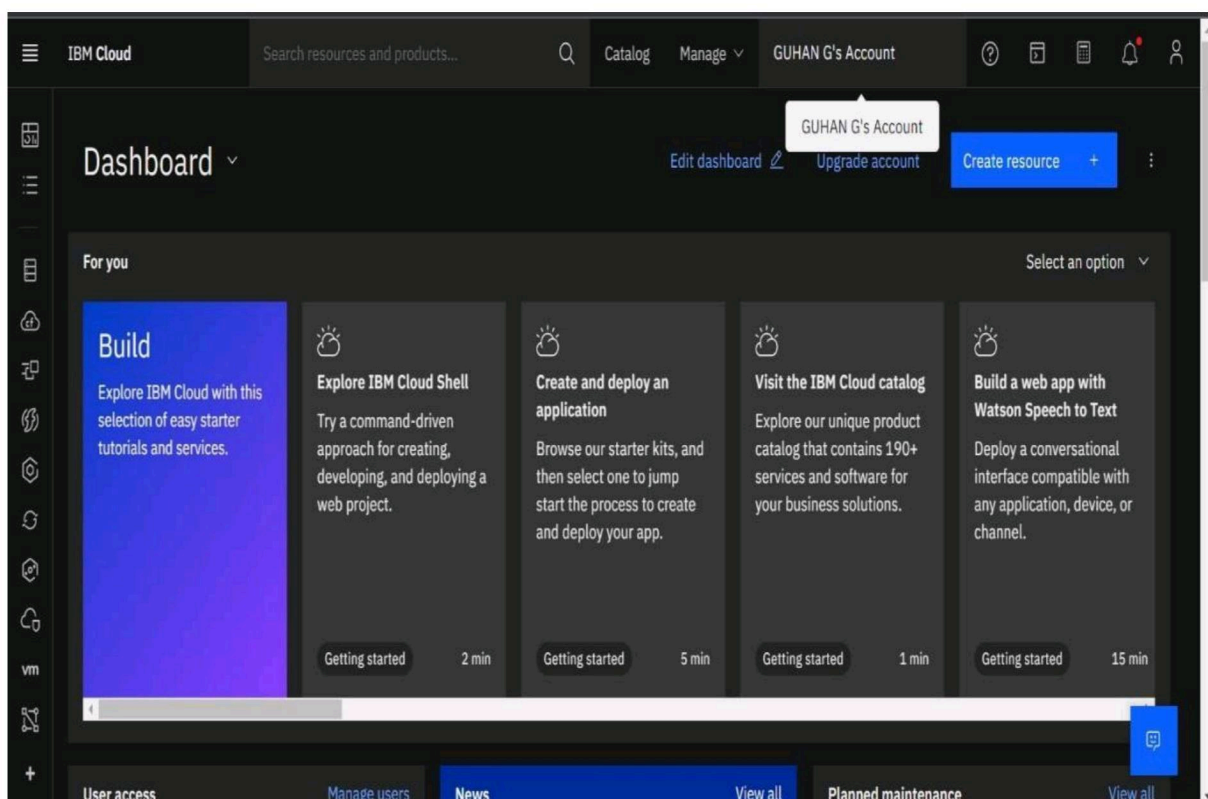 IBM Cloud
Search resources and products...
Catalog
Manage
GUHAN G's Account
GUHAN G's Account
Dashboard
Edit dashboard
Upgrade account
Create resource +
For you
Select an option
Build
Explore IBM Cloud with this
selection of easy starter
tutorials and services.
Explore IBM Cloud Shell
Try a command-driven
approach for creating,
developing, and deploying a
web project.
Getting started
2 min
Create and deploy an
application
Browse our starter kits, and
then select one to jump
start the process to create
and deploy your app.
Getting started
5 min
Visit the IBM Cloud catalog
Explore our unique product
catalog that contains 190+
services and software for
your business solutions.
Getting started
1 min
Build a web app with
Watson Speech to Text
Deploy a conversational
interface compatible with
any application, device, or
channel.
Getting started
15 min
cf
vm
User access
Manage users
News
View all
Planned maintenance
View all